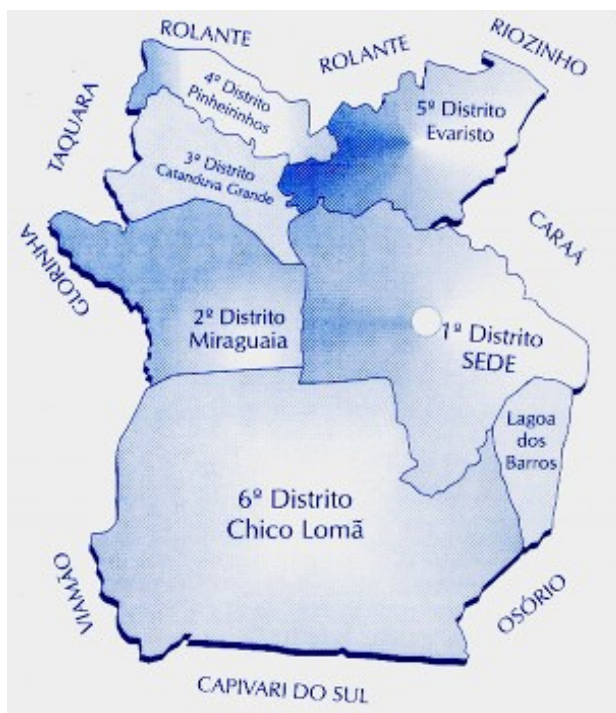 ROLANTE
ROLANTE
RIOZINHO
4º Distrito
Pinheirinhos
5º Distrito
Evaristo
TAQUARA
3º Distrito
Catanduva Grande
CARAÁ
GLORINHA
2º Distrito
Miraguaia
1º Distrito
SEDE
Lagoa
dos
Barros
6º Distrito
Chico Lomã
VIAMÃO
OSÓRIO
CAPIVARI DO SUL